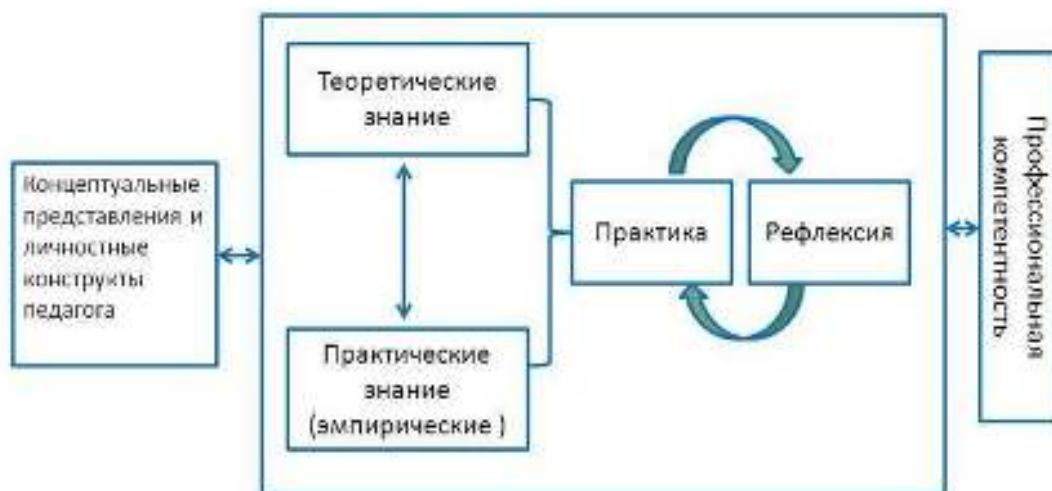 Концептуальные
представления и
личностные
конструкты
педагога
Теоретические
знание
Практические
знание
(эмпирические )
Практика
Рефлексия
Профессиональная
компетентность